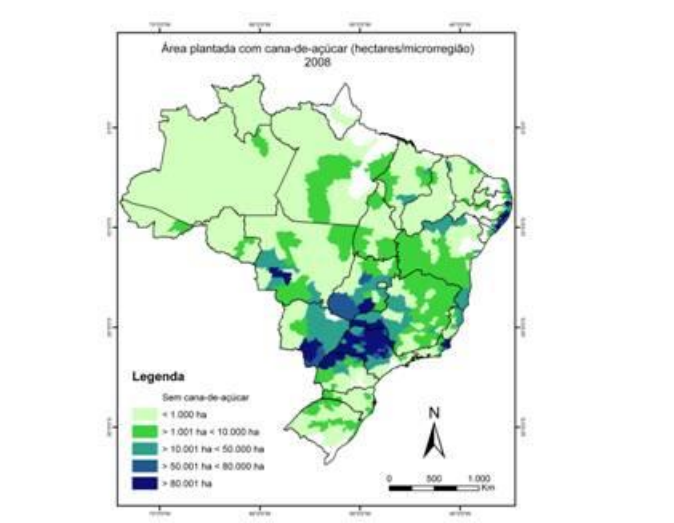 Área plantada com cana-de-açúcar (hectares/microrregião)
2008
Legenda
Sem cana-de-açúcar
< 1.000 ha
> 1.001 ha < 10.000 ha
> 10.001 ha < 50.000 ha
> 50.001 ha < 80.000 ha
> 80.001 ha
N
0 500 1.000
Km